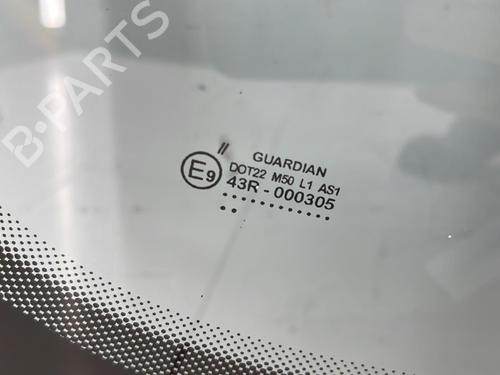 B-PARTS
//
GUARDIAN
DOT22 M50 L1 AS1
E9 43R - 000305